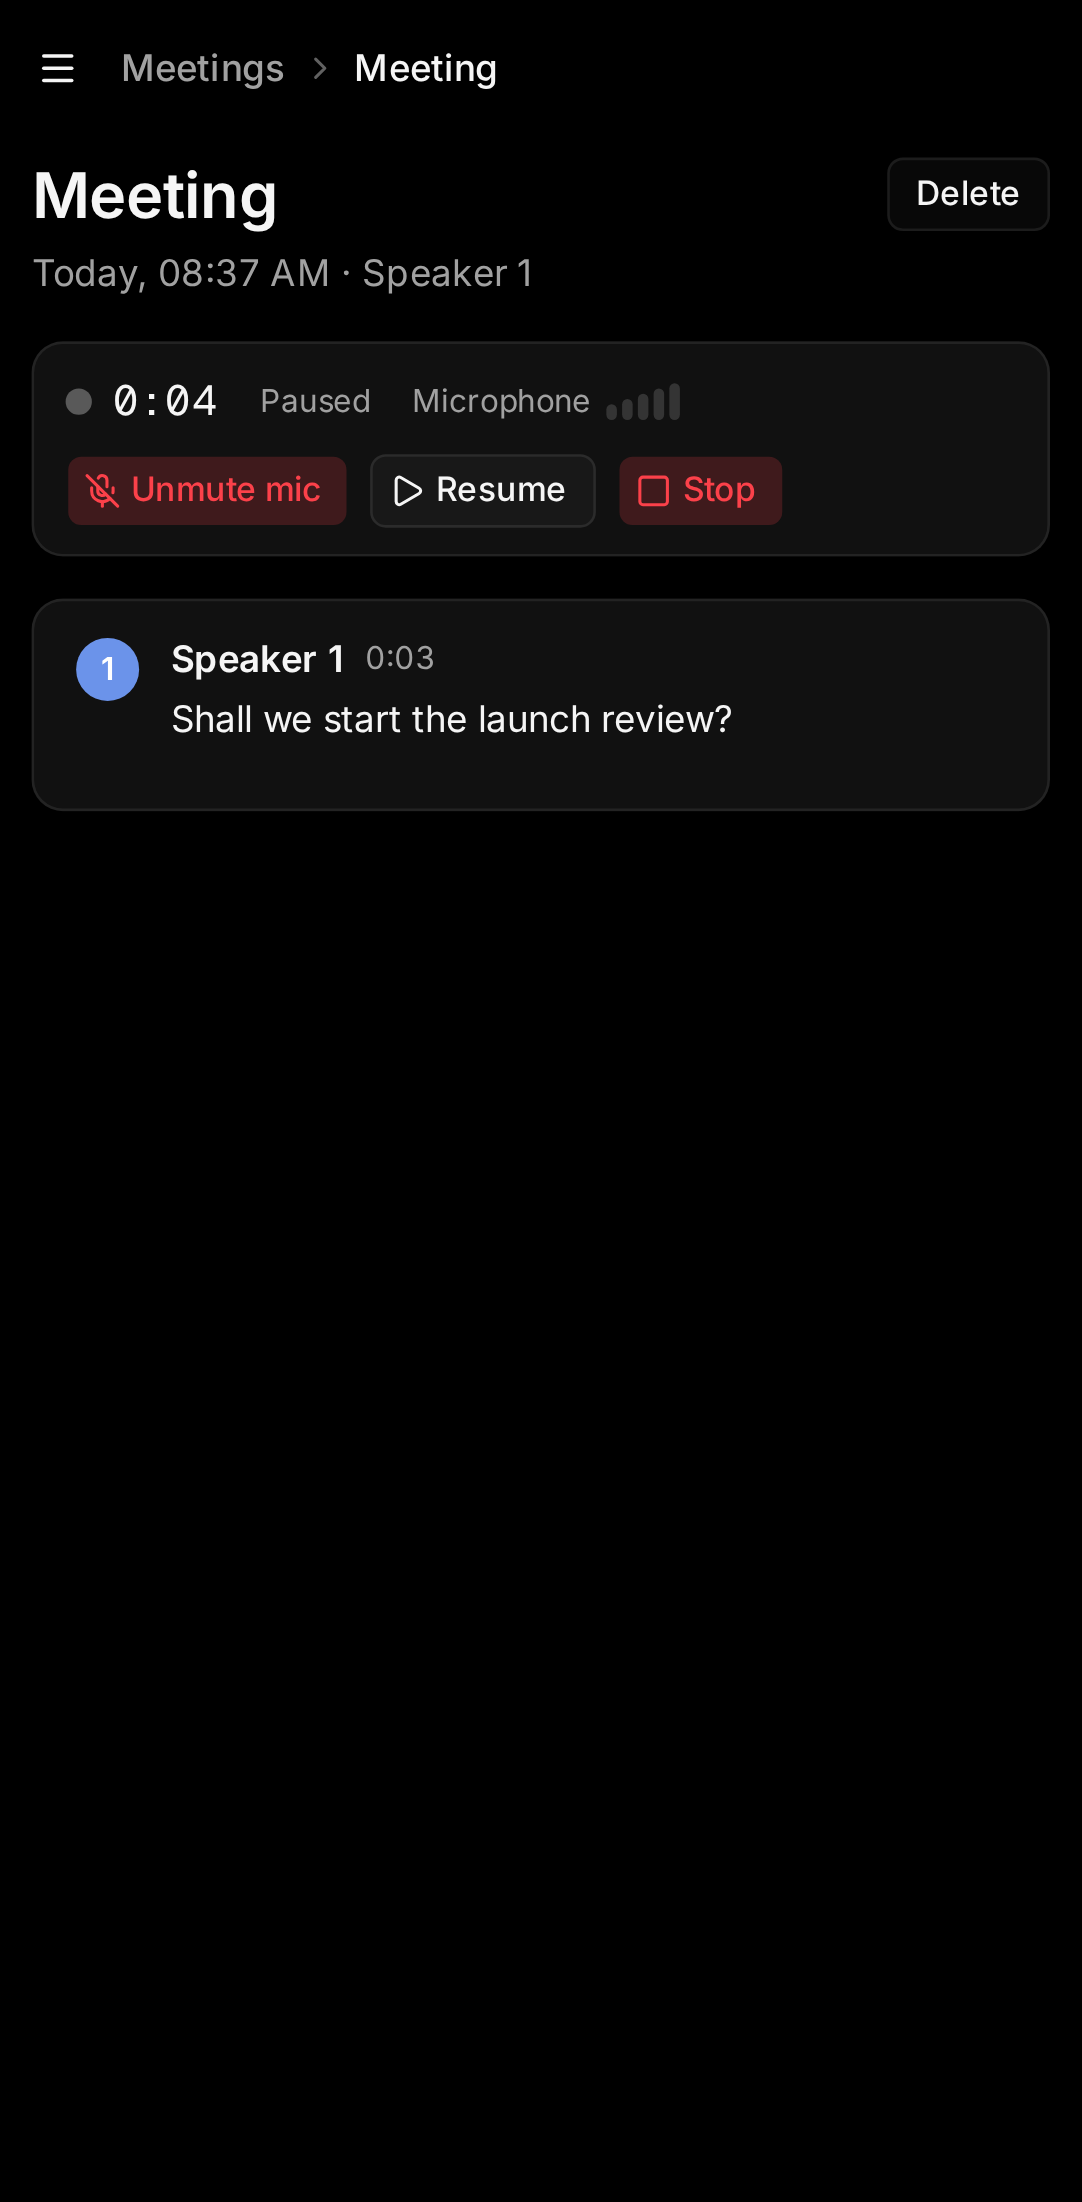 Meetings > Meeting
Meeting
Delete
Today, 08:37 AM · Speaker 1
0:04 Paused Microphone
Unmute mic Resume Stop
1 Speaker 1 0:03
Shall we start the launch review?